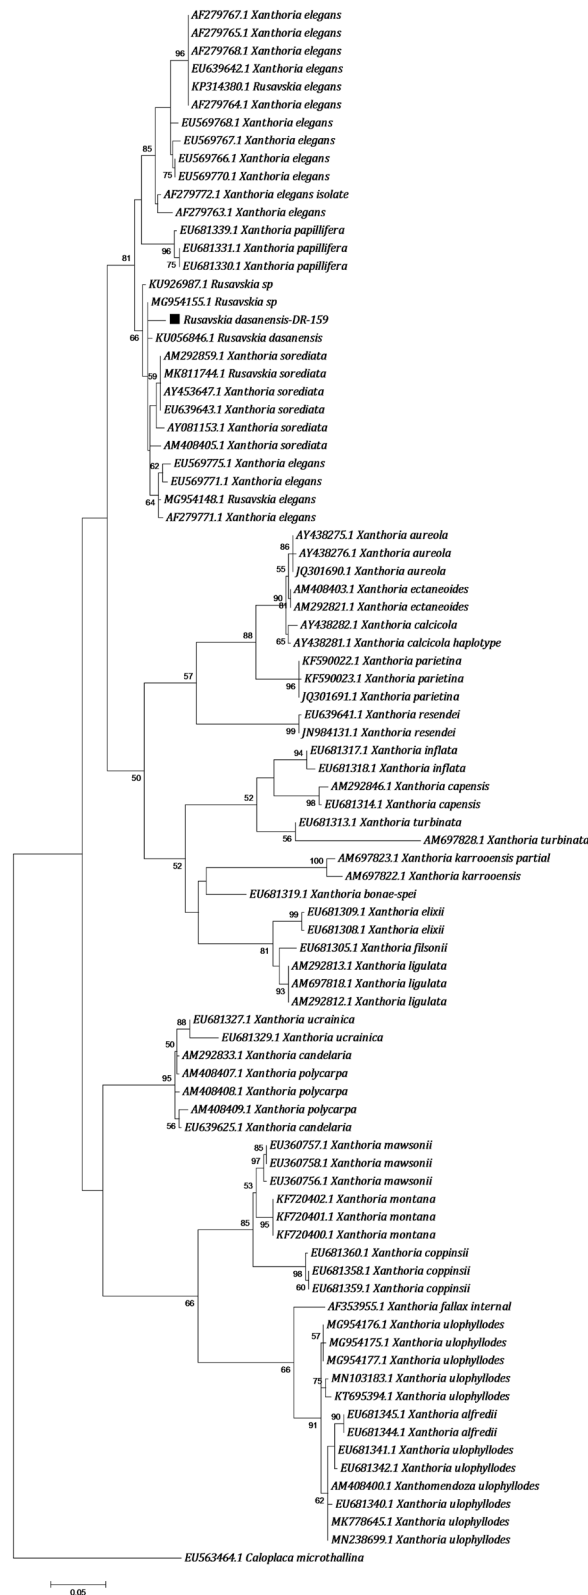 AF279767.1 Xanthoria elegans
AF279765.1 Xanthoria elegans
96
AF279768.1 Xanthoria elegans
EU639642.1 Xanthoria elegans
KP314380.1 Rusavskia elegans
AF279764.1 Xanthoria elegans
EU569768.1 Xanthoria elegans
EU569767.1 Xanthoria elegans
85
EU569766.1 Xanthoria elegans
75
EU569770.1 Xanthoria elegans
AF279772.1 Xanthoria elegans isolate
AF279763.1 Xanthoria elegans
EU681339.1 Xanthoria papillifera
96
EU681331.1 Xanthoria papillifera
81
75
EU681330.1 Xanthoria papillifera
KU926987.1 Rusavskia sp
MG954155.1 Rusavskia sp
Rusavskia dasanensis-DR-159
66
KU056846.1 Rusavskia dasanensis
AM292859.1 Xanthoria sorediata
59
MK811744.1 Rusavskia sorediata
AY453647.1 Xanthoria sorediata
EU639643.1 Xanthoria sorediata
AY081153.1 Xanthoria sorediata
AM408405.1 Xanthoria sorediata
62
EU569775.1 Xanthoria elegans
EU569771.1 Xanthoria elegans
64
MG954148.1 Rusavskia elegans
AF279771.1 Xanthoria elegans
AY438275.1 Xanthoria aureola
86
AY438276.1 Xanthoria aureola
55
JQ301690.1 Xanthoria aureola
AM408403.1 Xanthoria ectaneoides
90
81
AM292821.1 Xanthoria ectaneoides
AY438282.1 Xanthoria calcicola
88
65
AY438281.1 Xanthoria calcicola haplotype
KF590022.1 Xanthoria parietina
57
KF590023.1 Xanthoria parietina
96
JQ301691.1 Xanthoria parietina
EU639641.1 Xanthoria resendei
99
JN984131.1 Xanthoria resendei
94
EU681317.1 Xanthoria inflata
50
EU681318.1 Xanthoria inflata
AM292846.1 Xanthoria capensis
52
98
EU681314.1 Xanthoria capensis
EU681313.1 Xanthoria turbinata
56
AM697828.1 Xanthoria turbinata
52
100
AM697823.1 Xanthoria karrooensis partial
AM697822.1 Xanthoria karrooensis
EU681319.1 Xanthoria bonae-spei
99
EU681309.1 Xanthoria elixii
EU681308.1 Xanthoria elixii
81
EU681305.1 Xanthoria filsonii
AM292813.1 Xanthoria ligulata
AM697818.1 Xanthoria ligulata
93
AM292812.1 Xanthoria ligulata
88
EU681327.1 Xanthoria ucrainica
EU681329.1 Xanthoria ucrainica
50
AM292833.1 Xanthoria candelaria
95
AM408407.1 Xanthoria polycarpa
AM408408.1 Xanthoria polycarpa
AM408409.1 Xanthoria polycarpa
56
EU639625.1 Xanthoria candelaria
85
EU360757.1 Xanthoria mawsonii
97
EU360758.1 Xanthoria mawsonii
53
EU360756.1 Xanthoria mawsonii
KF720402.1 Xanthoria montana
85
95
KF720401.1 Xanthoria montana
KF720400.1 Xanthoria montana
EU681360.1 Xanthoria coppinsii
98
EU681358.1 Xanthoria coppinsii
60
EU681359.1 Xanthoria coppinsii
66
AF353955.1 Xanthoria fallax internal
MG954176.1 Xanthoria ulophyllodes
57
MG954175.1 Xanthoria ulophyllodes
MG954177.1 Xanthoria ulophyllodes
66
75
MN103183.1 Xanthoria ulophyllodes
KT695394.1 Xanthoria ulophyllodes
90
EU681345.1 Xanthoria alfredii
91
EU681344.1 Xanthoria alfredii
EU681341.1 Xanthoria ulophyllodes
EU681342.1 Xanthoria ulophyllodes
AM408400.1 Xanthomendoza ulophyllodes
62
EU681340.1 Xanthoria ulophyllodes
MK778645.1 Xanthoria ulophyllodes
MN238699.1 Xanthoria ulophyllodes
EU563464.1 Caloplaca microthallina
0.05